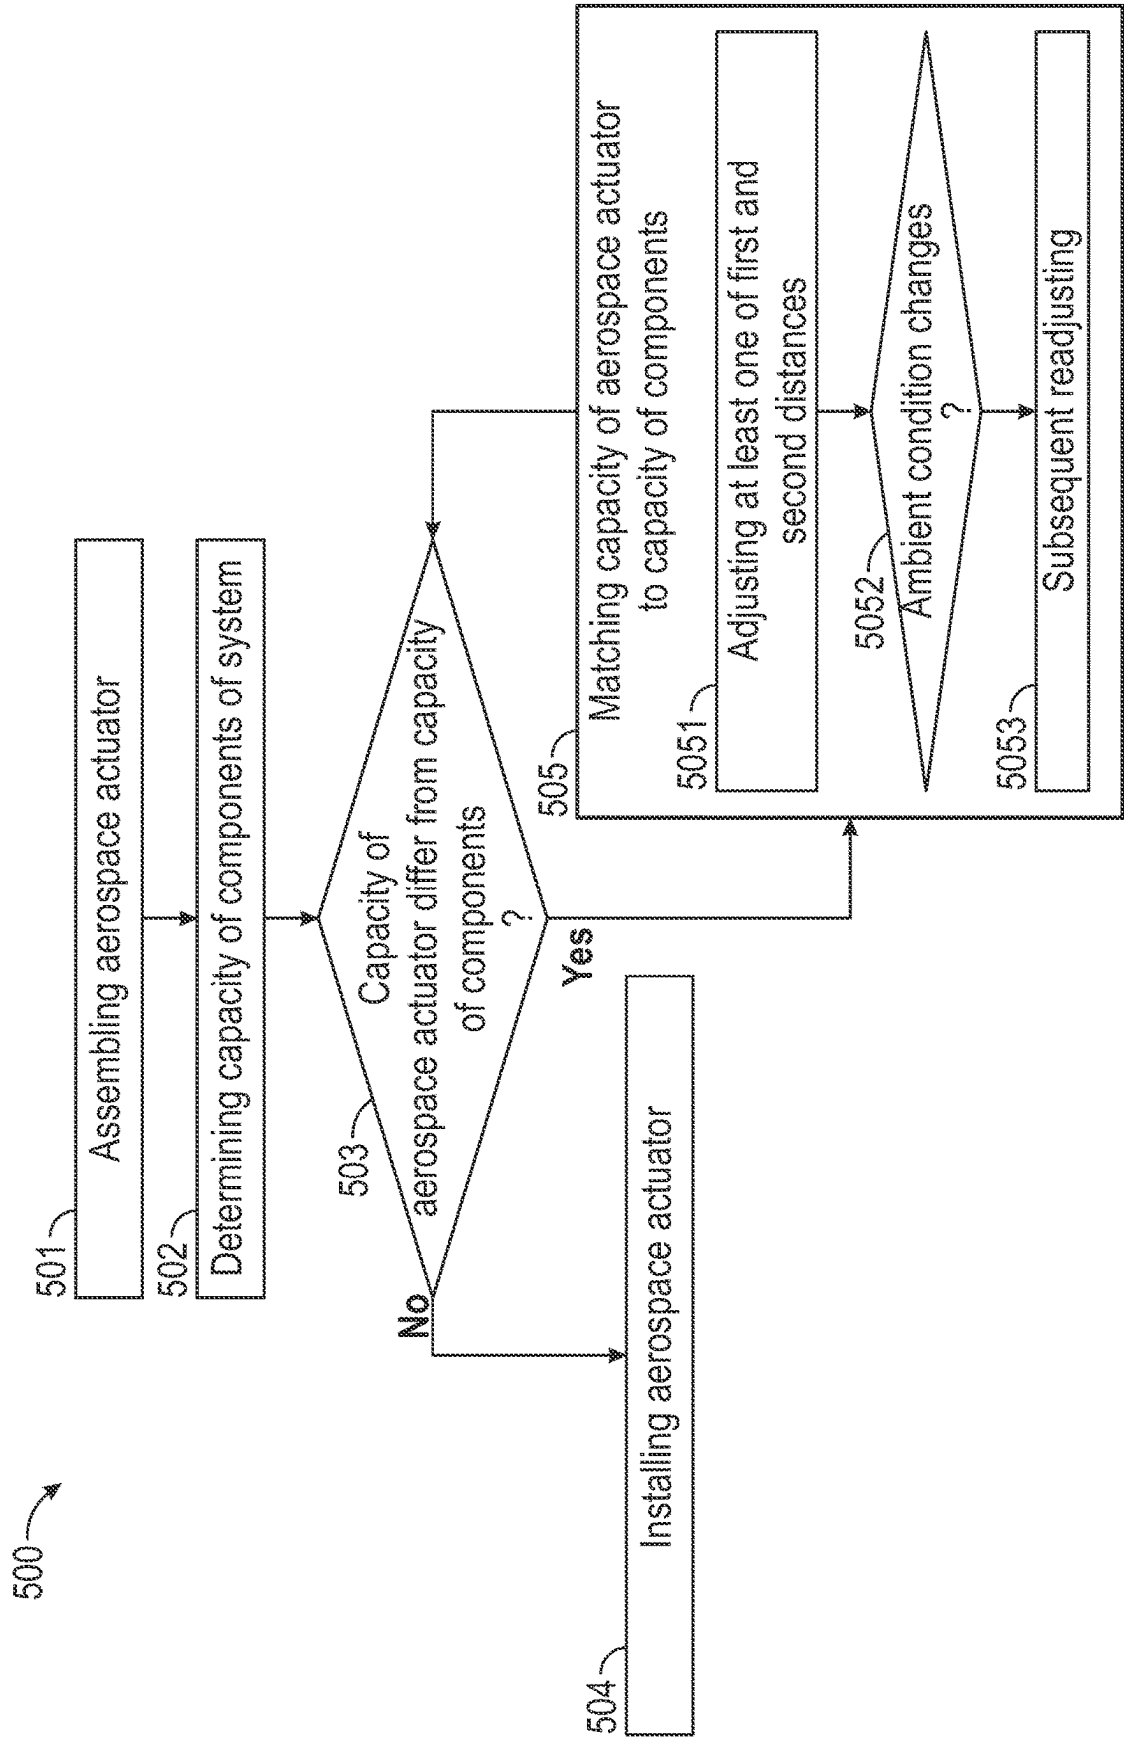 500
501
Assembling aerospace actuator
502
Determining capacity of components of system
503
Capacity of
aerospace actuator differ from capacity
of components
?
No
Yes
504
Installing aerospace actuator
505
Matching capacity of aerospace actuator
to capacity of components
5051
Adjusting at least one of first and
second distances
5052
Ambient condition changes
?
5053
Subsequent readjusting